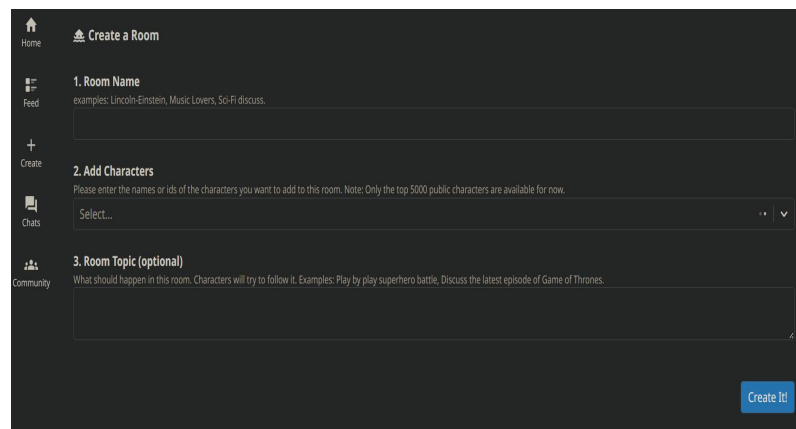 Home
Feed
Create
Chats
Community
Create a Room
1. Room Name
examples: Lincoln-Einstein, Music Lovers, Sci-Fi discuss.
2. Add Characters
Please enter the names or ids of the characters you want to add to this room. Note: Only the top 5000 public characters are available for now.
Select...
3. Room Topic (optional)
What should happen in this room. Characters will try to follow it. Examples: Play by play superhero battle, Discuss the latest episode of Game of Thrones.
Create It!